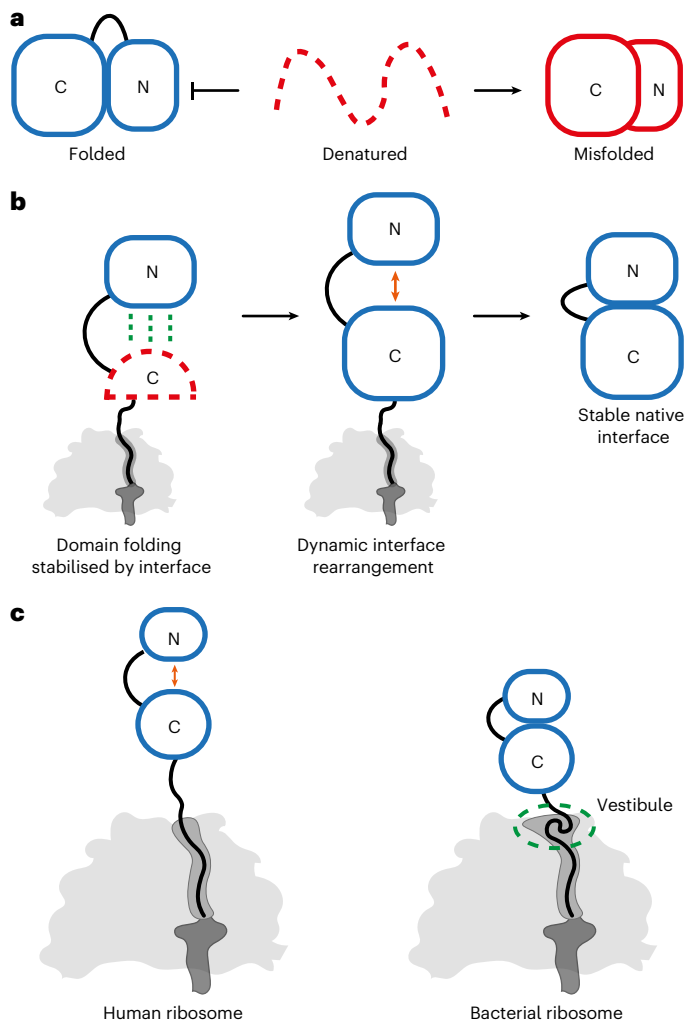 a
C
N
C
N
Folded
Denatured
Misfolded
b
N
C
N
C
N
C
Stable native
interface
Domain folding
stabilised by interface
Dynamic interface
rearrangement
c
N
C
N
C
Vestibule
Human ribosome
Bacterial ribosome